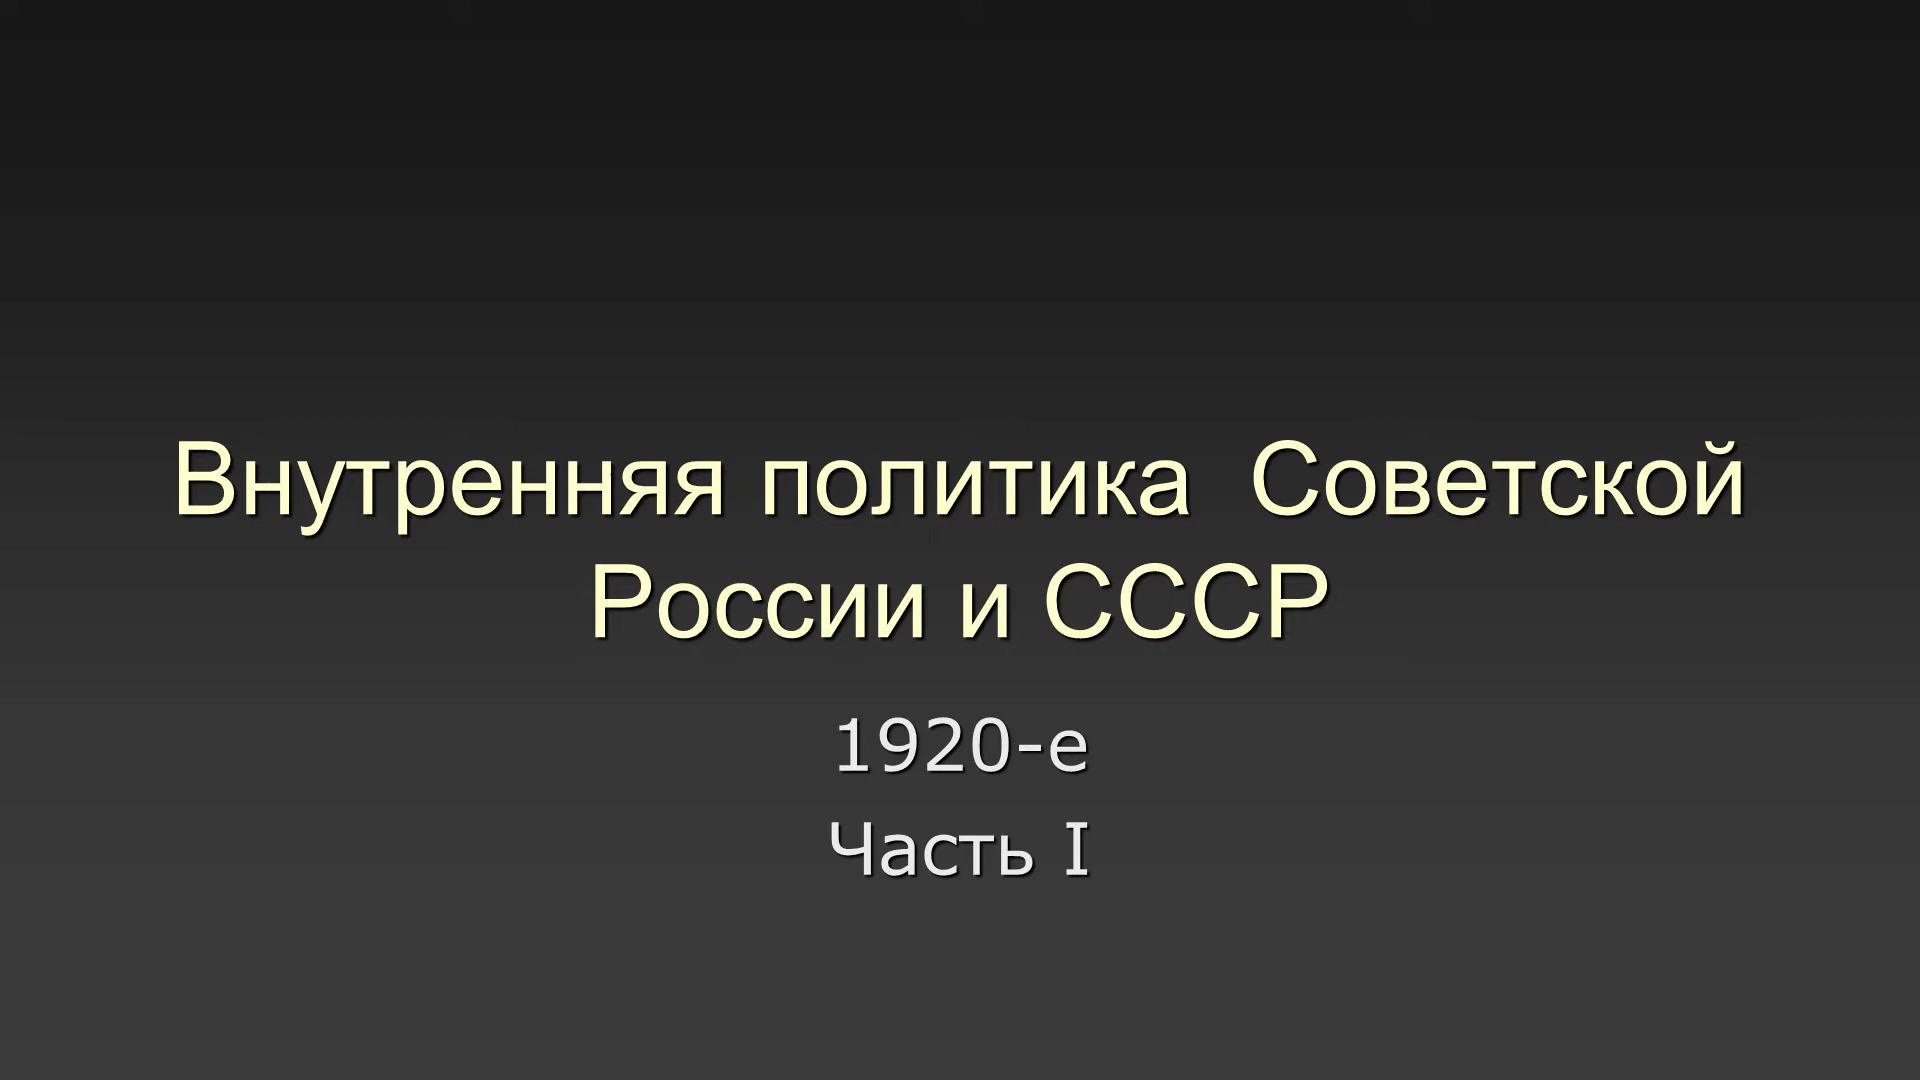 Внутренняя политика  Советской
России и СССР
1920-е
Часть I